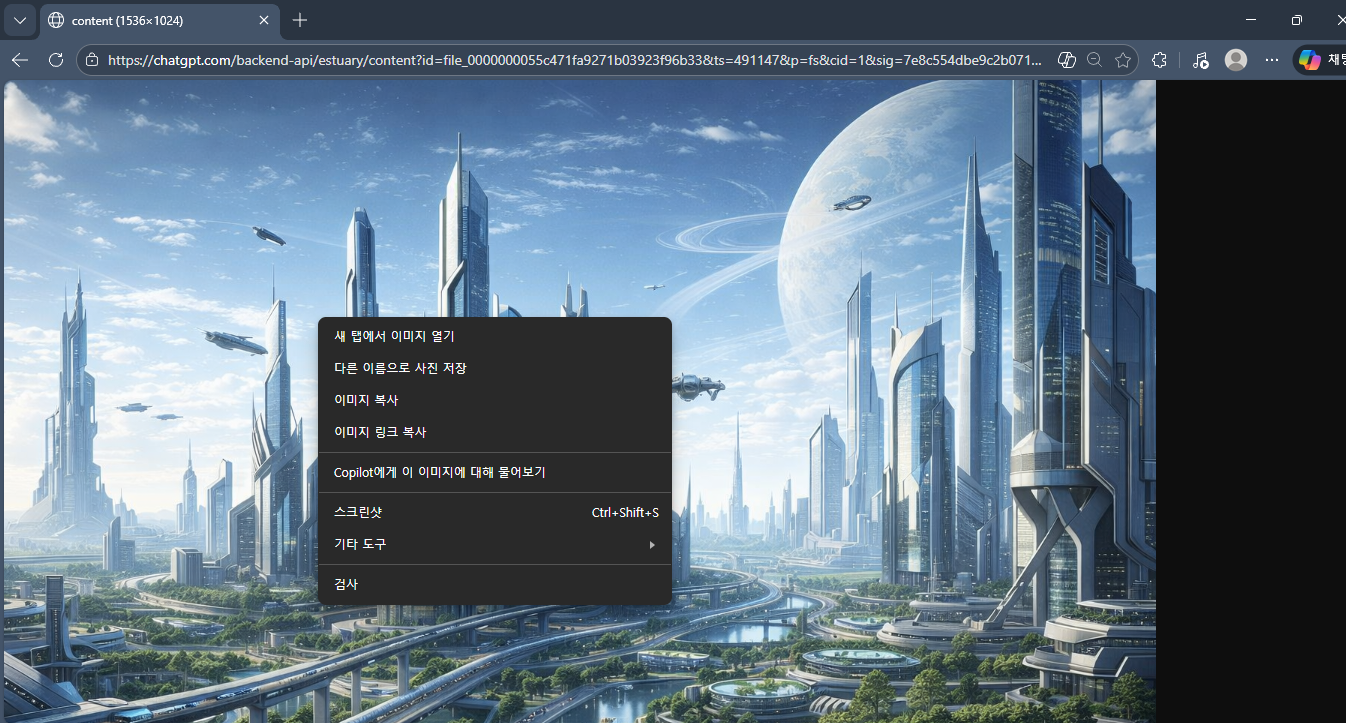 content (1536×1024)
https://chatgpt.com/backend-api/estuary/content?id=file_0000000055c471fa9271b03923f96b33&ts=491147&p=fs&cid=1&sig=7e8c554dbe9c2b071...
새 탭에서 이미지 열기
다른 이름으로 사진 저장
이미지 복사
이미지 링크 복사
Copilot에게 이 이미지에 대해 물어보기
스크린샷 Ctrl+Shift+S
기타 도구
검사